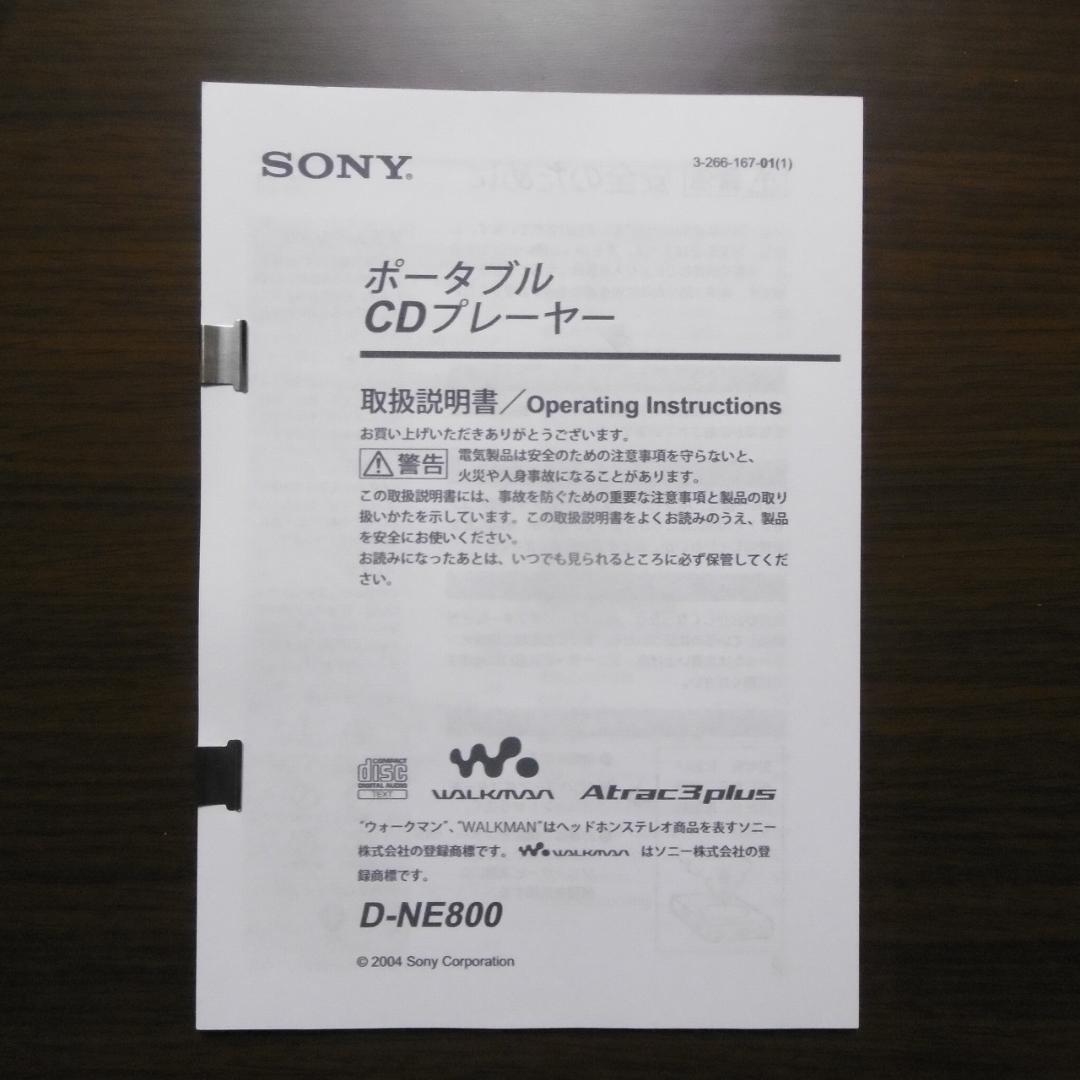 SONY®
3-266-167-01(1)
ポータブル
CDプレーヤー
取扱説明書／Operating Instructions
お買い上げいただきありがとうございます。
警告
電気製品は安全のための注意事項を守らないと、
火災や人身事故になることがあります。
この取扱説明書には、事故を防ぐための重要な注意事項と製品の取り
扱いかたを示しています。この取扱説明書をよくお読みのうえ、製品
を安全にお使いください。
お読みになったあとは、いつでも見られるところに必ず保管してくだ
さい。
COMPACT
disc
DIGITAL AUDIO
TEXT
WALKMAN
Atrac3plus
"ウォークマン"、"WALKMAN"はヘッドホンステレオ商品を表すソニー
株式会社の登録商標です。 WALKMAN はソニー株式会社の登
録商標です。
D-NE800
© 2004 Sony Corporation